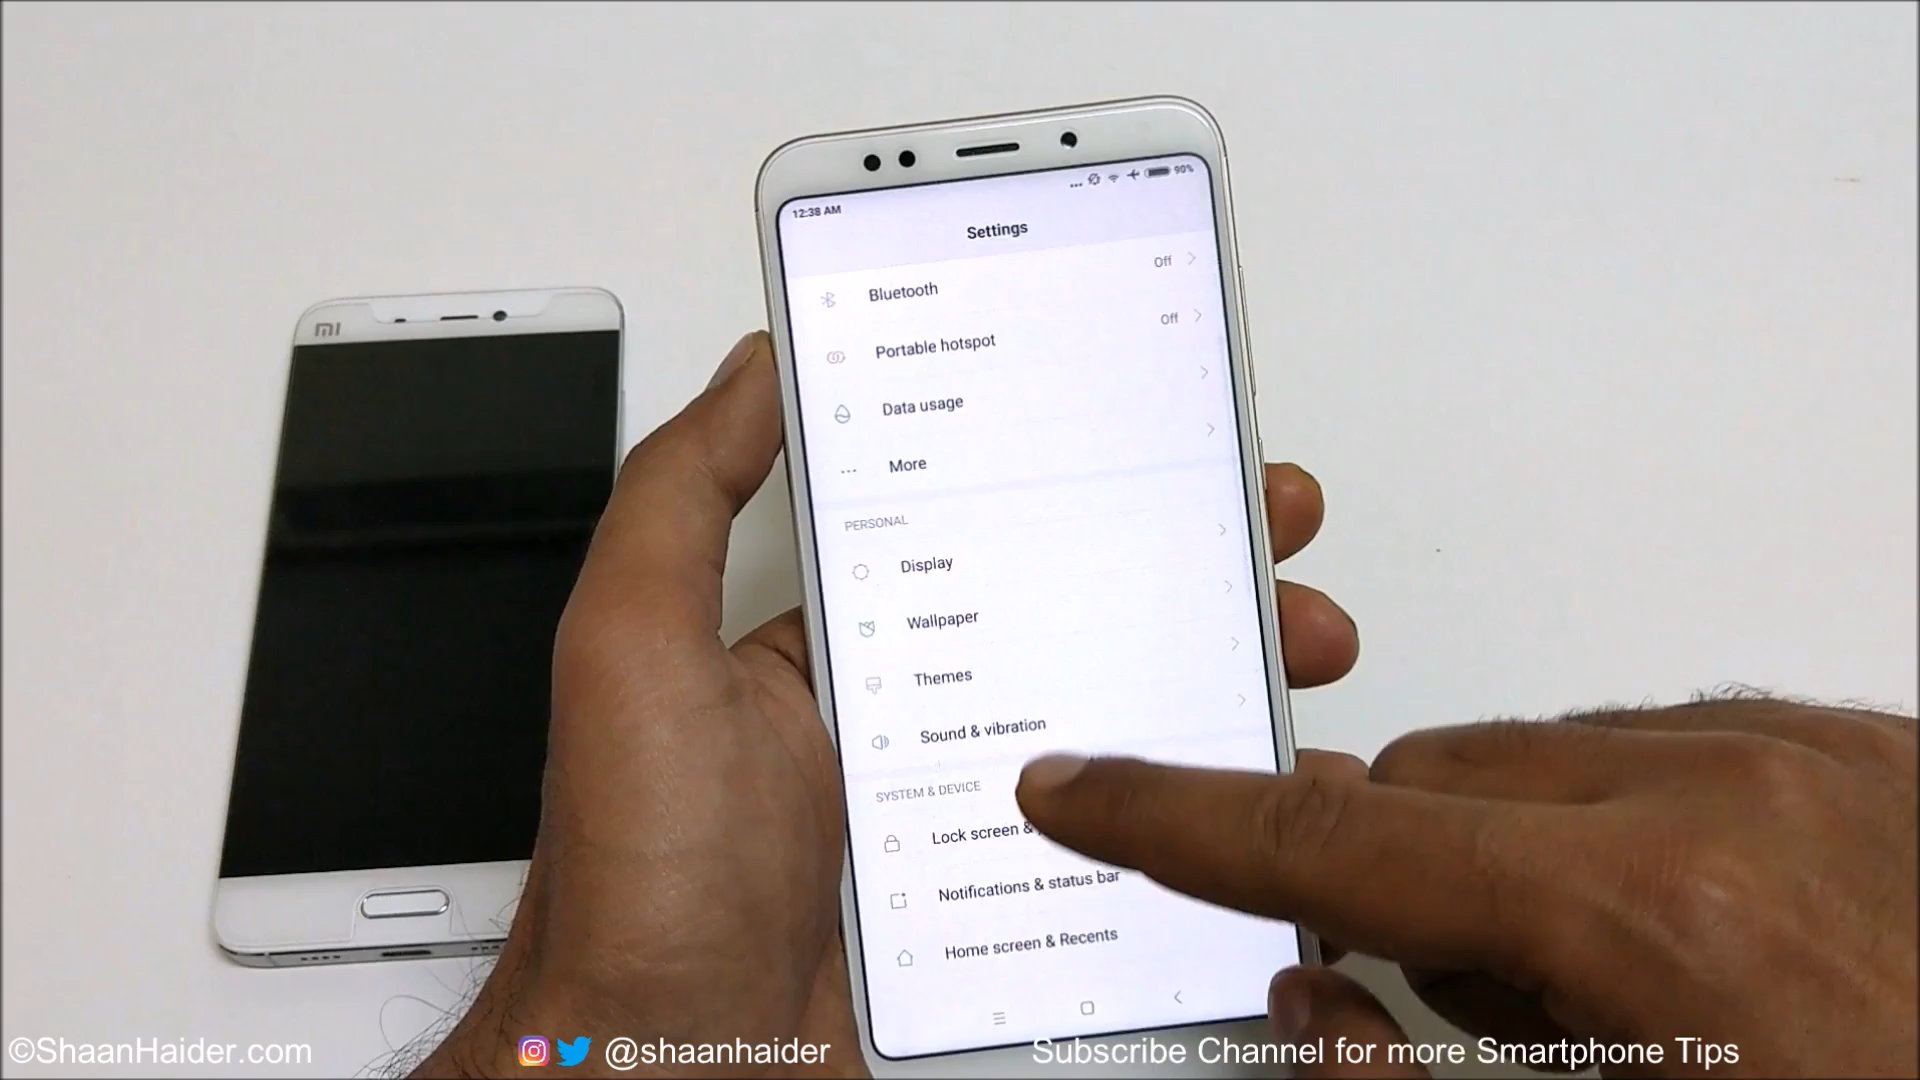 12:38 AM
90%
Settings
Bluetooth
Off
Portable hotspot
Off
Data usage
More
PERSONAL
Display
Wallpaper
Themes
Sound & vibration
SYSTEM & DEVICE
Lock screen &
Notifications & status bar
Home screen & Recents
MI
©ShaanHaider.com
@shaanhaider
Subscribe Channel for more Smartphone Tips